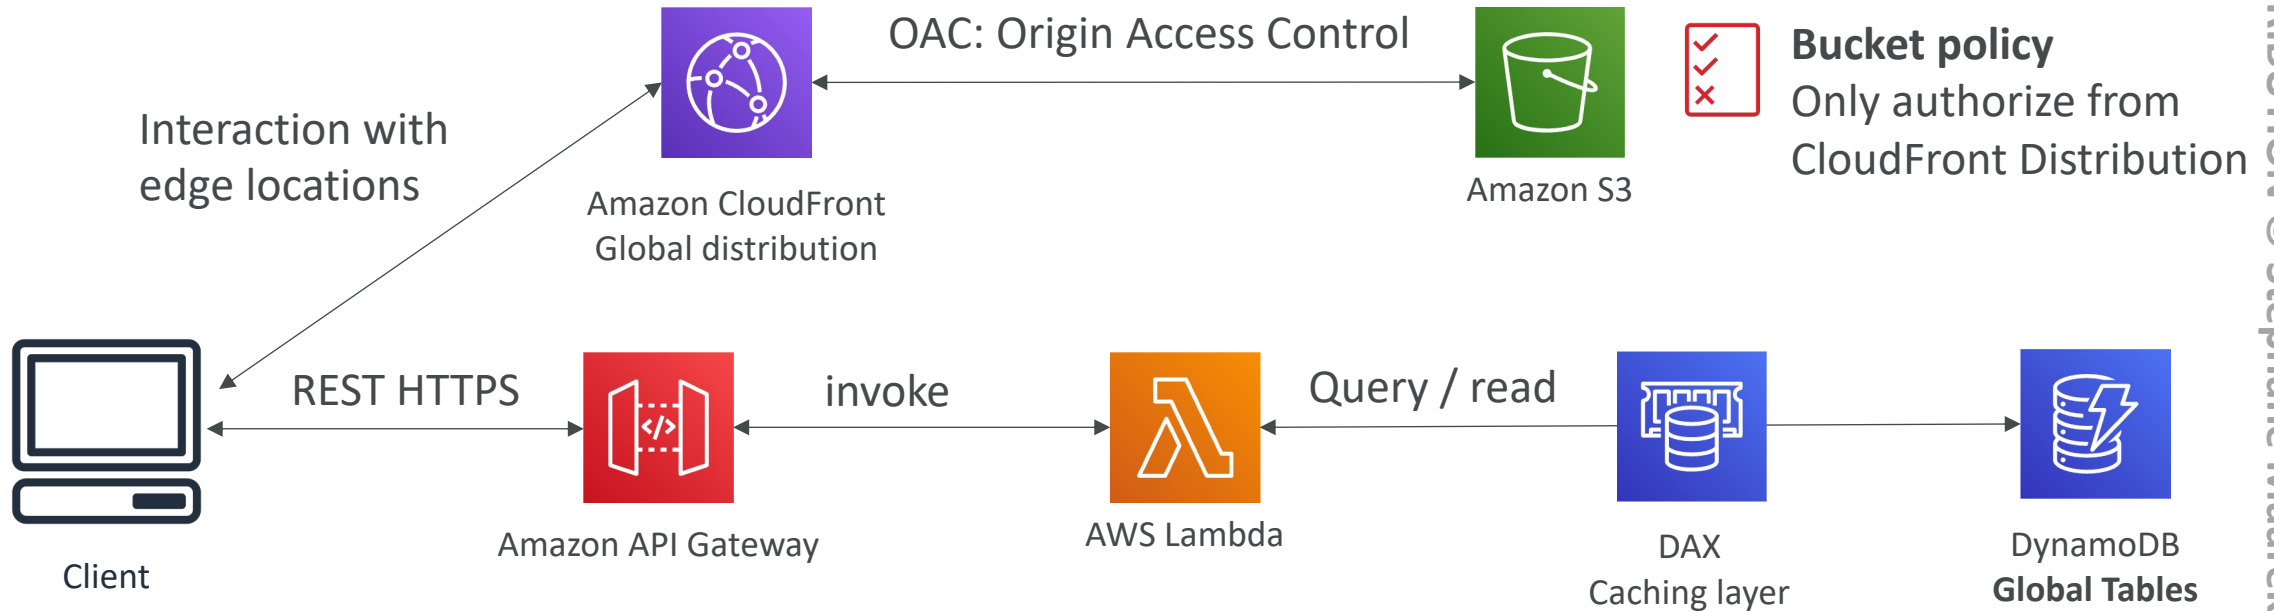 OAC: Origin Access Control
Bucket policy
Only authorize from
CloudFront Distribution
Interaction with
edge locations
Amazon CloudFront
Global distribution
Amazon S3
REST HTTPS
invoke
Query / read
</>
Client
Amazon API Gateway
AWS Lambda
DAX
Caching layer
DynamoDB
Global Tables
©